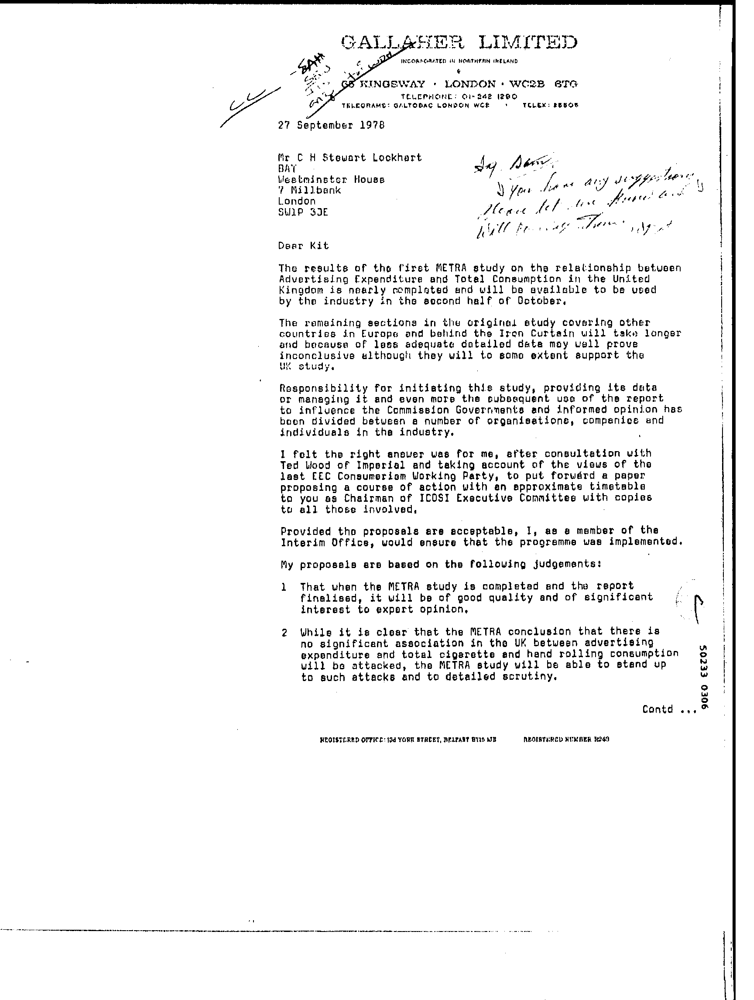 GALLAHER LIMITED
INCORPORATED IN NORTHERN IRELAND
65 KINGSWAY · LONDON · WC2B 6TG
TELEPHONE: 01-242 1290
TELEGRAMS: GALTOBAC LONDON WC2 · TELEX: 25505
27 September 1978
Mr C H Stewart Lockhart
BAT
Westminster House
7 Millbank
London
SW1P 3JE
If you have any suggestions
Please let me have
Will
Dear Kit
The results of the first METRA study on the relationship between
Advertising Expenditure and Total Consumption in the United
Kingdom is nearly completed and will be available to be used
by the industry in the second half of October.
The remaining sections in the original study covering other
countries in Europe and behind the Iron Curtain will take longer
and because of less adequate detailed data may well prove
inconclusive although they will to some extent support the
UK study.
Responsibility for initiating this study, providing its data
or managing it and even more the subsequent use of the report
to influence the Commission Governments and informed opinion has
been divided between a number of organisations, companies and
individuals in the industry.
I felt the right answer was for me, after consultation with
Ted Wood of Imperial and taking account of the views of the
last EEC Consumerism Working Party, to put forward a paper
proposing a course of action with an approximate timetable
to you as Chairman of ICOSI Executive Committee with copies
to all those involved.
Provided the proposals are acceptable, I, as a member of the
Interim Office, would ensure that the programme was implemented.
My proposals are based on the following judgements:
1 That when the METRA study is completed and the report
finalised, it will be of good quality and of significant
interest to expert opinion.
2 While it is clear that the METRA conclusion that there is
no significant association in the UK between advertising
expenditure and total cigarette and hand rolling consumption
will be attacked, the METRA study will be able to stand up
to such attacks and to detailed scrutiny.
50233 0306
Contd ...
REGISTERED OFFICE: 134 YORK STREET, BELFAST BT15 REGISTERED NUMBER